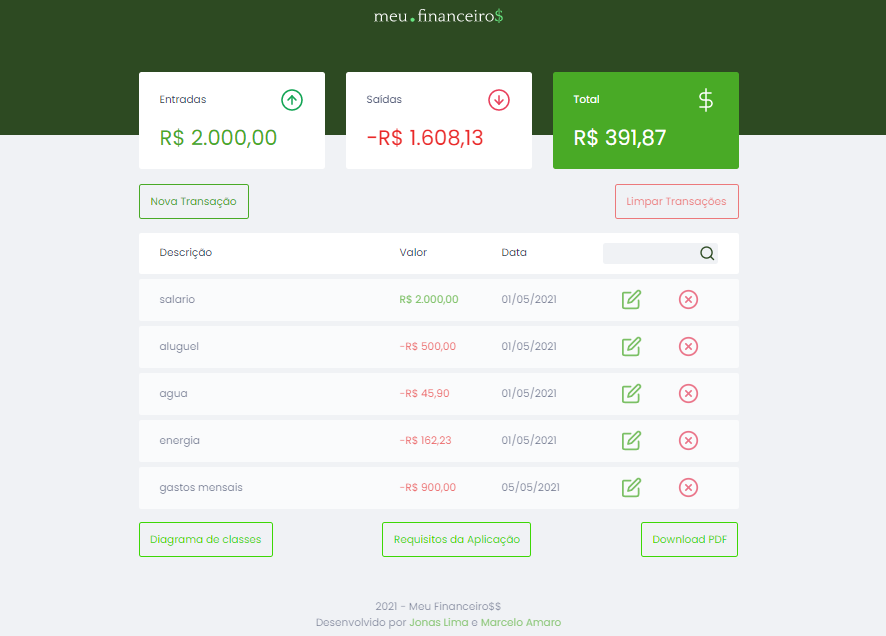 meu.financeiro$
Entradas
R$ 2.000,00
Saídas
-R$ 1.608,13
Total
$
R$ 391,87
Nova Transação
Limpar Transações
Descrição Valor Data
salario R$ 2.000,00 01/05/2021
aluguel -R$ 500,00 01/05/2021
agua -R$ 45,90 01/05/2021
energia -R$ 162,23 01/05/2021
gastos mensais -R$ 900,00 05/05/2021
Diagrama de classes
Requisitos da Aplicação
Download PDF
2021 - Meu Financeiro$$
Desenvolvido por Jonas Lima e Marcelo Amaro